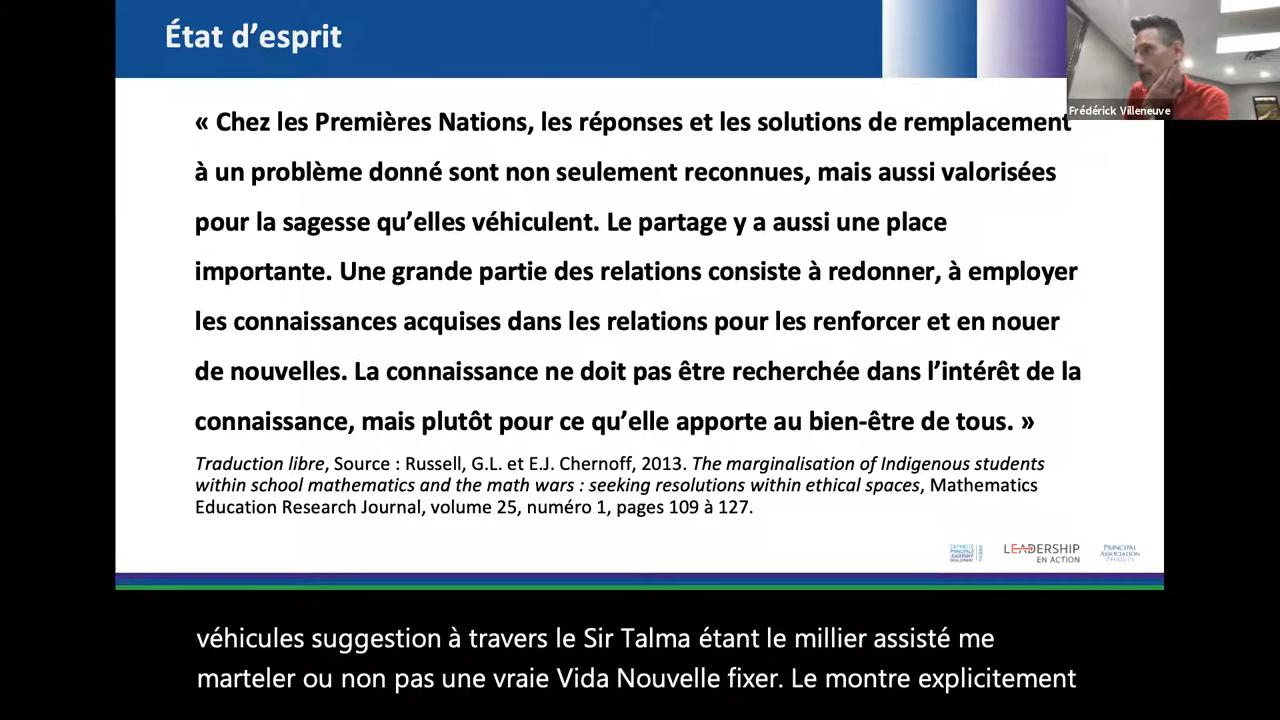 État d’esprit
Frédérick Villeneuve
« Chez les Premières Nations, les réponses et les solutions de remplacement
à un problème donné sont non seulement reconnues, mais aussi valorisées
pour la sagesse qu’elles véhiculent. Le partage y a aussi une place
importante. Une grande partie des relations consiste à redonner, à employer
les connaissances acquises dans les relations pour les renforcer et en nouer
de nouvelles. La connaissance ne doit pas être recherchée dans l’intérêt de la
connaissance, mais plutôt pour ce qu’elle apporte au bien-être de tous. »
Traduction libre, Source : Russell, G.L. et E.J. Chernoff, 2013. The marginalisation of Indigenous students
within school mathematics and the math wars : seeking resolutions within ethical spaces, Mathematics
Education Research Journal, volume 25, numéro 1, pages 109 à 127.
LEADERSHIP
EN ACTION
PRINCIPAL
ASSOCIATION
PROJECTS
véhicules suggestion à travers le Sir Talma étant le millier assisté me
marteler ou non pas une vraie Vida Nouvelle fixer. Le montre explicitement